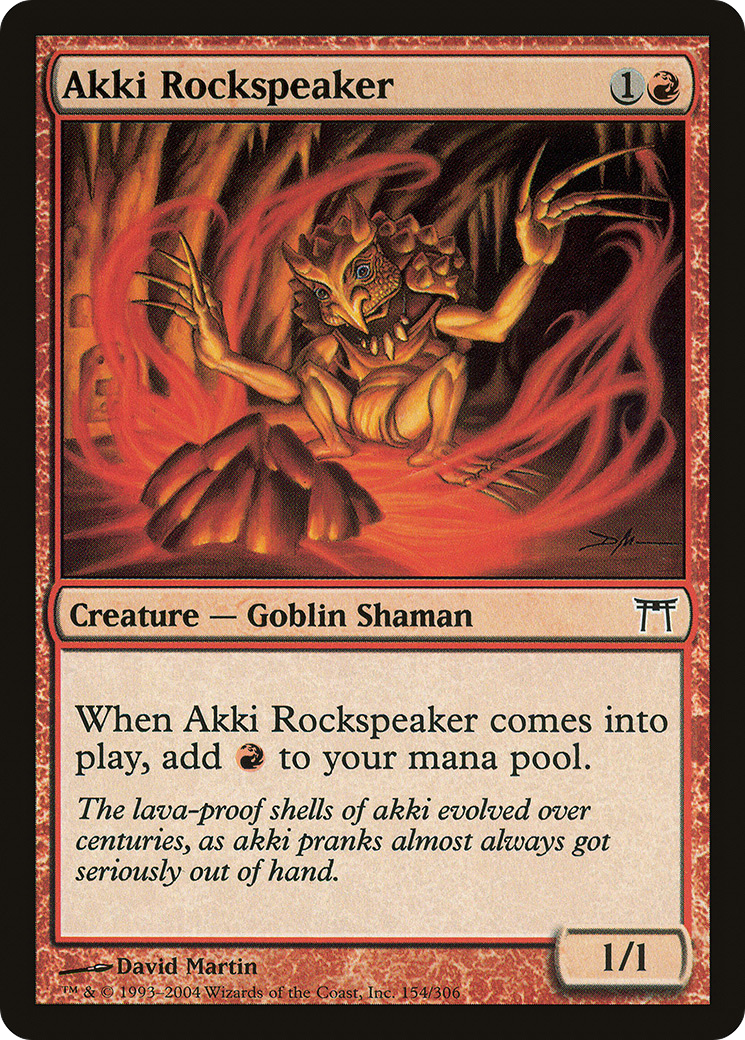 Akki Rockspeaker 1
DM
Creature — Goblin Shaman
When Akki Rockspeaker comes into
play, add to your mana pool.
The lava-proof shells of akki evolved over
centuries, as akki pranks almost always got
seriously out of hand.
1/1
David Martin
™ & © 1993–2004 Wizards of the Coast, Inc. 154/306